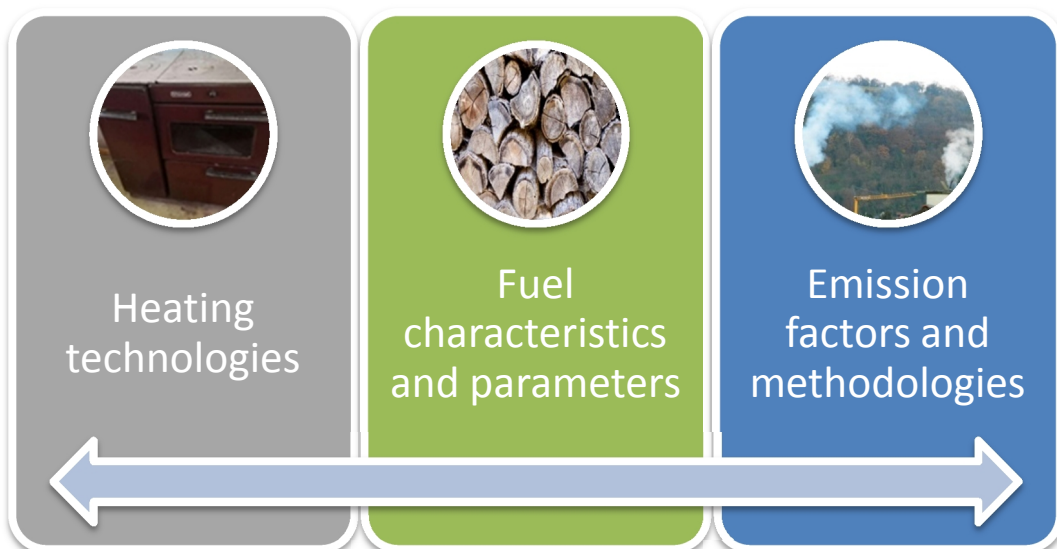 Heating
technologies
Fuel
characteristics
and parameters
Emission
factors and
methodologies